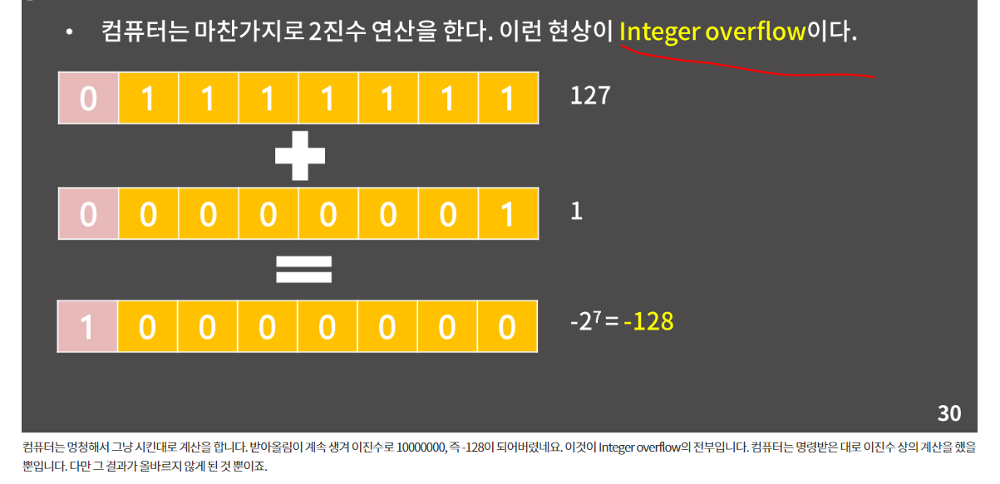 • 컴퓨터는 마찬가지로 2진수 연산을 한다. 이런 현상이 Integer overflow이다.
0 1 1 1 1 1 1 1 127
+
0 0 0 0 0 0 0 1 1
=
1 0 0 0 0 0 0 0 -2⁷ = -128
30
컴퓨터는 멍청해서 그냥 시킨대로 계산을 합니다. 받아올림이 계속 생겨 이진수로 10000000, 즉 -128이 되어버렸네요. 이것이 Integer overflow의 전부입니다. 컴퓨터는 명령받은 대로 이진수 상의 계산을 했을
뿐입니다. 다만 그 결과가 올바르지 않게 된 것 뿐이죠.